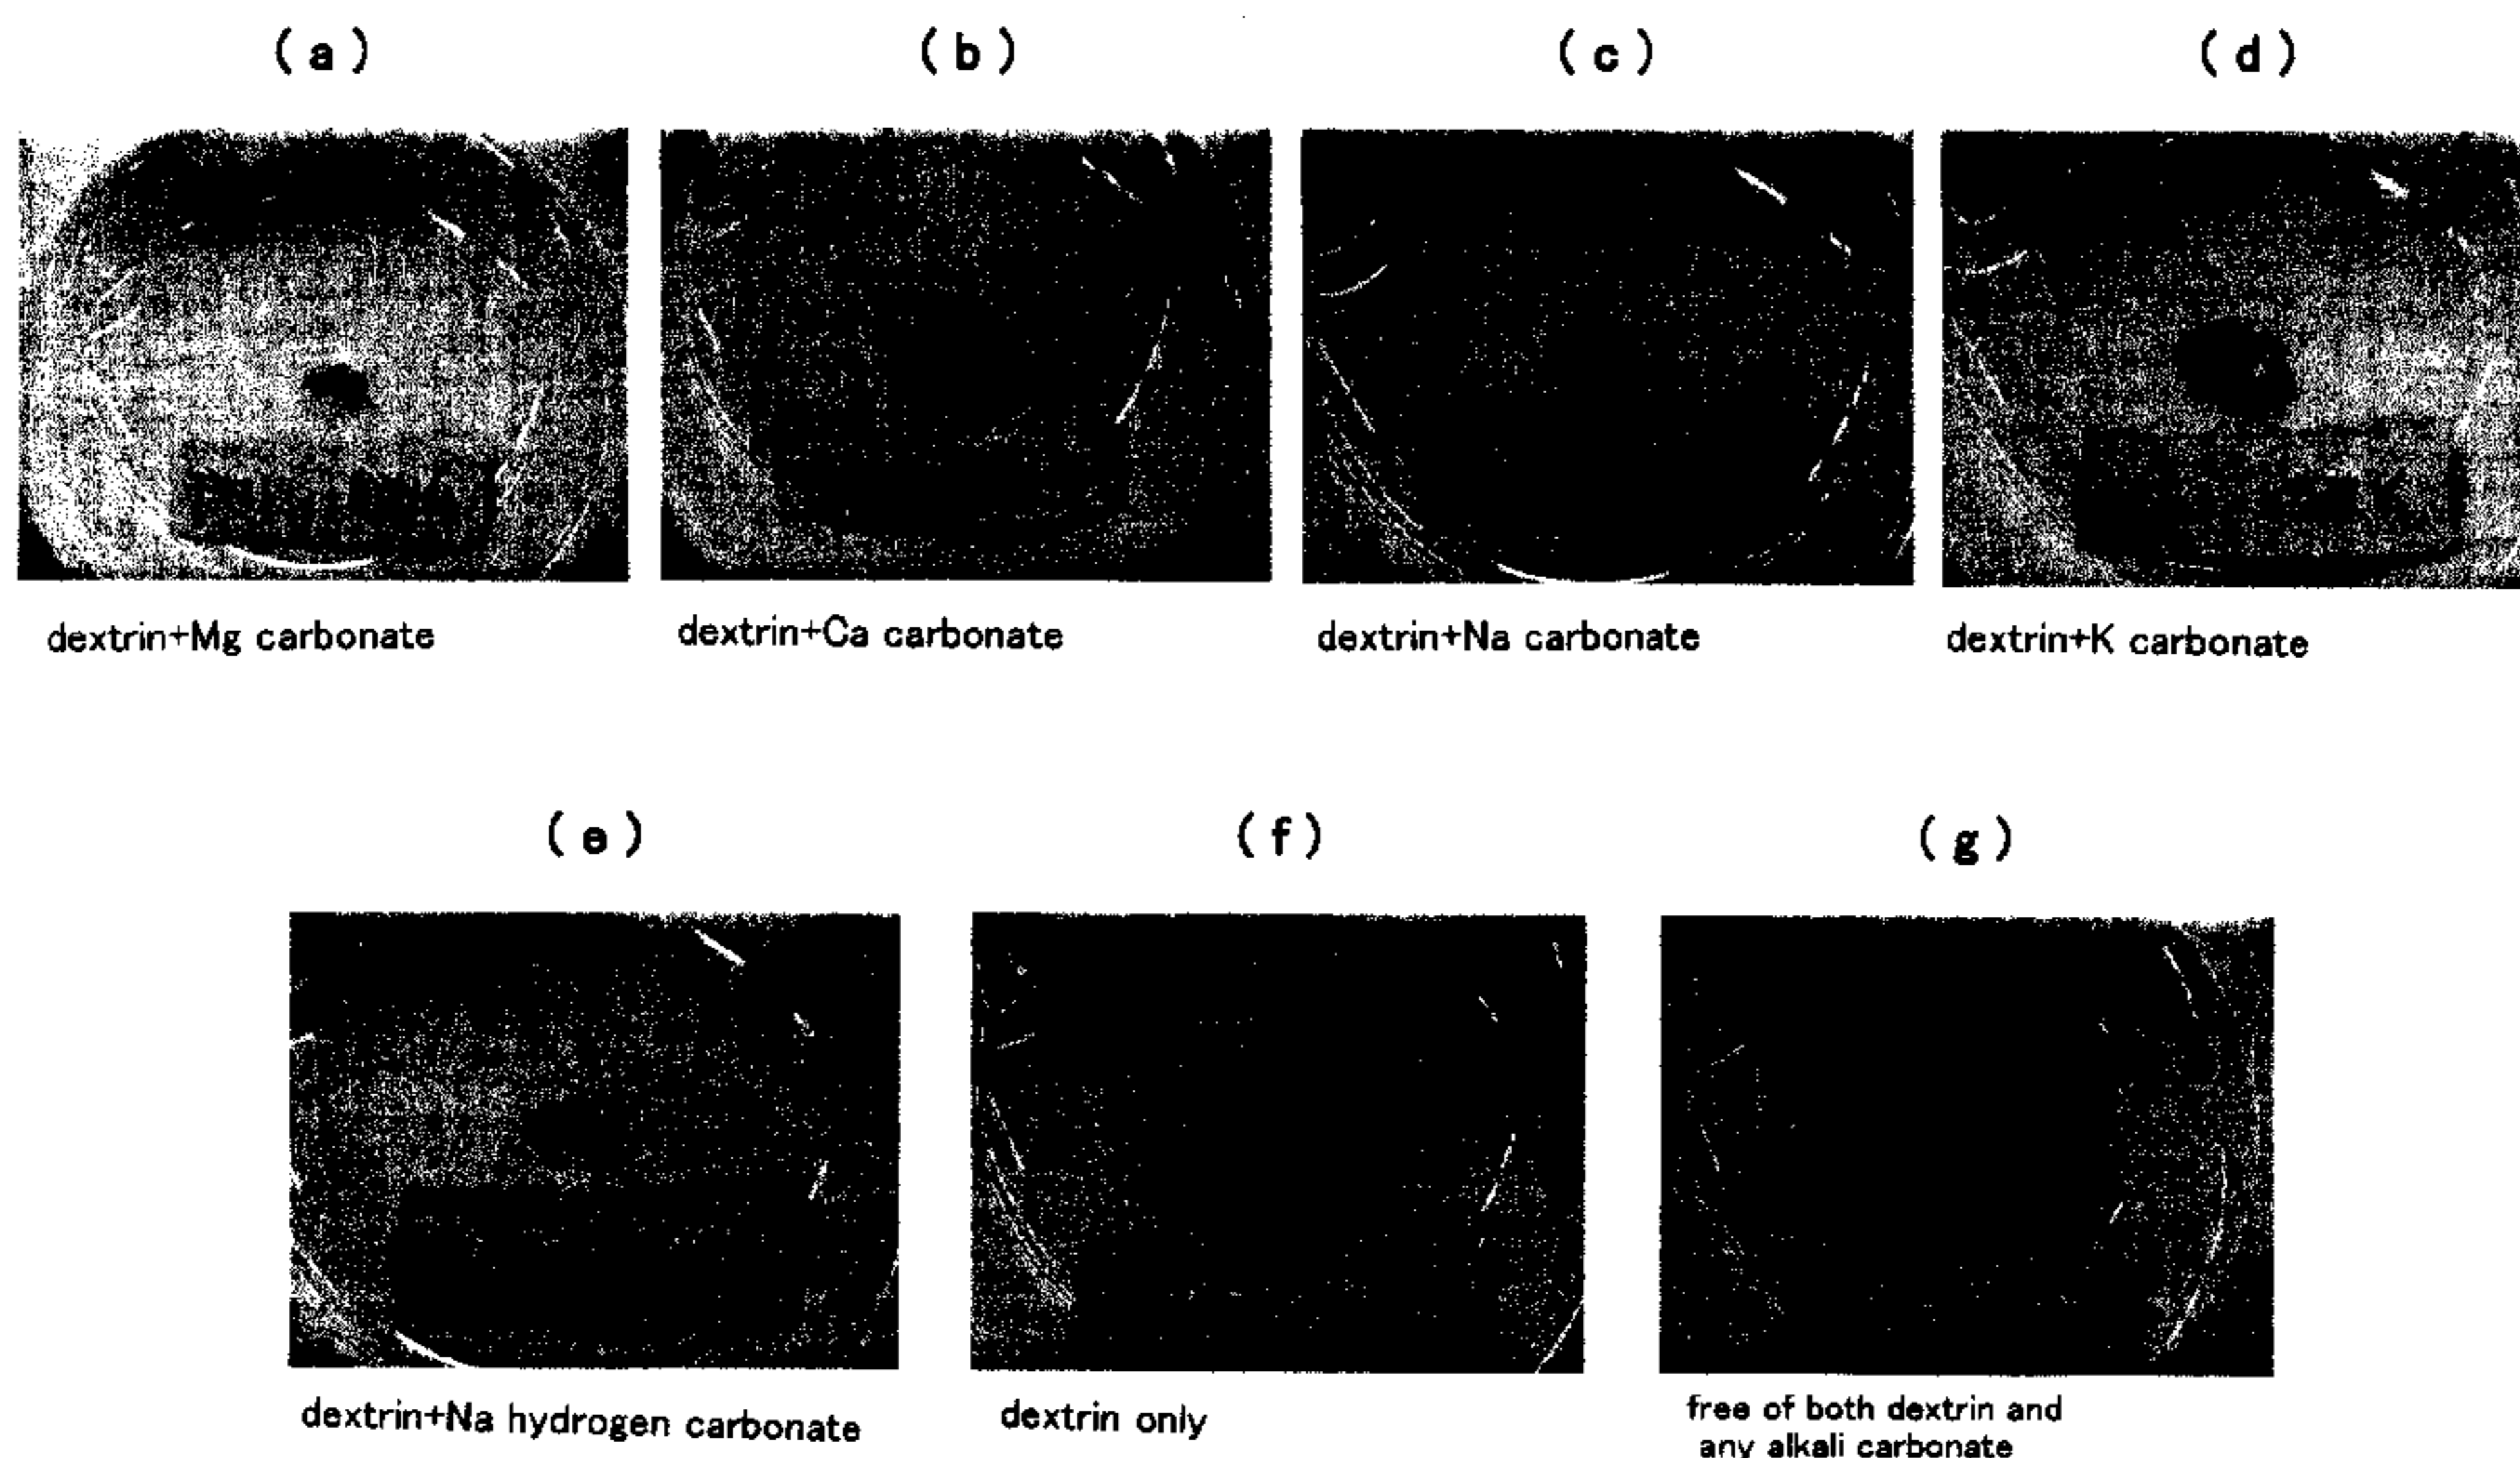 (a)
(b)
(c)
(d)
dextrin+Mg carbonate
dextrin+Ca carbonate
dextrin+Na carbonate
dextrin+K carbonate
(e)
(f)
(g)
dextrin+Na hydrogen carbonate
dextrin only
free of both dextrin and
any alkali carbonate